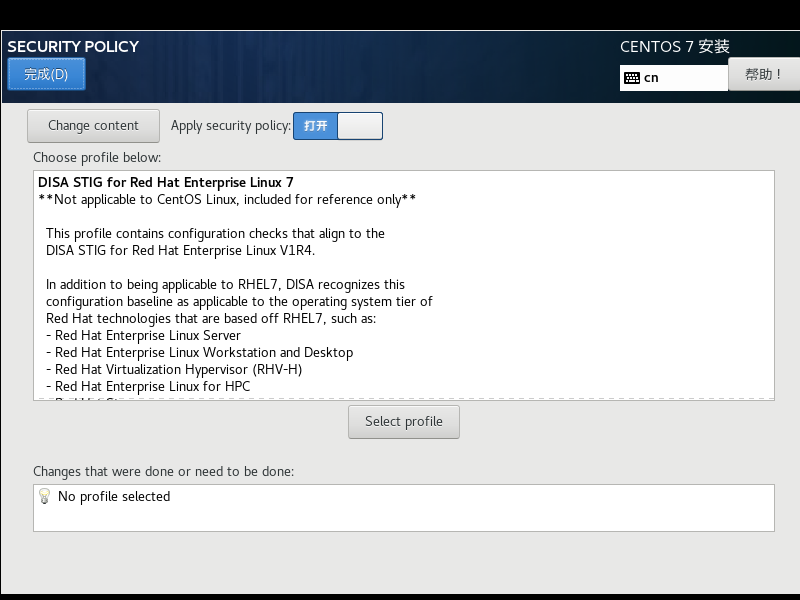 SECURITY POLICY
CENTOS 7 安装
完成(D)
cn
帮助！
Change content
Apply security policy:
打开
Choose profile below:
DISA STIG for Red Hat Enterprise Linux 7
**Not applicable to CentOS Linux, included for reference only**
This profile contains configuration checks that align to the
DISA STIG for Red Hat Enterprise Linux V1R4.
In addition to being applicable to RHEL7, DISA recognizes this
configuration baseline as applicable to the operating system tier of
Red Hat technologies that are based off RHEL7, such as:
- Red Hat Enterprise Linux Server
- Red Hat Enterprise Linux Workstation and Desktop
- Red Hat Virtualization Hypervisor (RHV-H)
- Red Hat Enterprise Linux for HPC
Select profile
Changes that were done or need to be done:
No profile selected